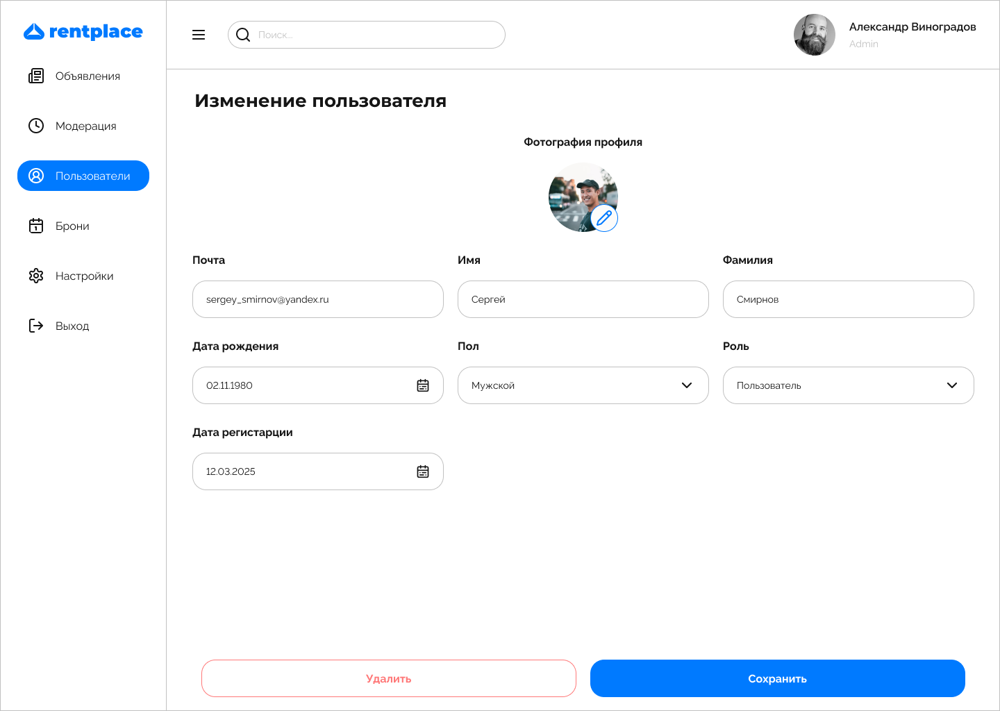 rentplace
Объявления
Модерация
Пользователи
Брони
Настройки
Выход
Поиск...
Александр Виноградов
Admin
Изменение пользователя
Фотография профиля
Почта
Имя
Фамилия
sergey_smirnov@yandex.ru
Сергей
Смирнов
Дата рождения
Пол
Роль
02.11.1980
Мужской
Пользователь
Дата регистарции
12.03.2025
Удалить
Сохранить